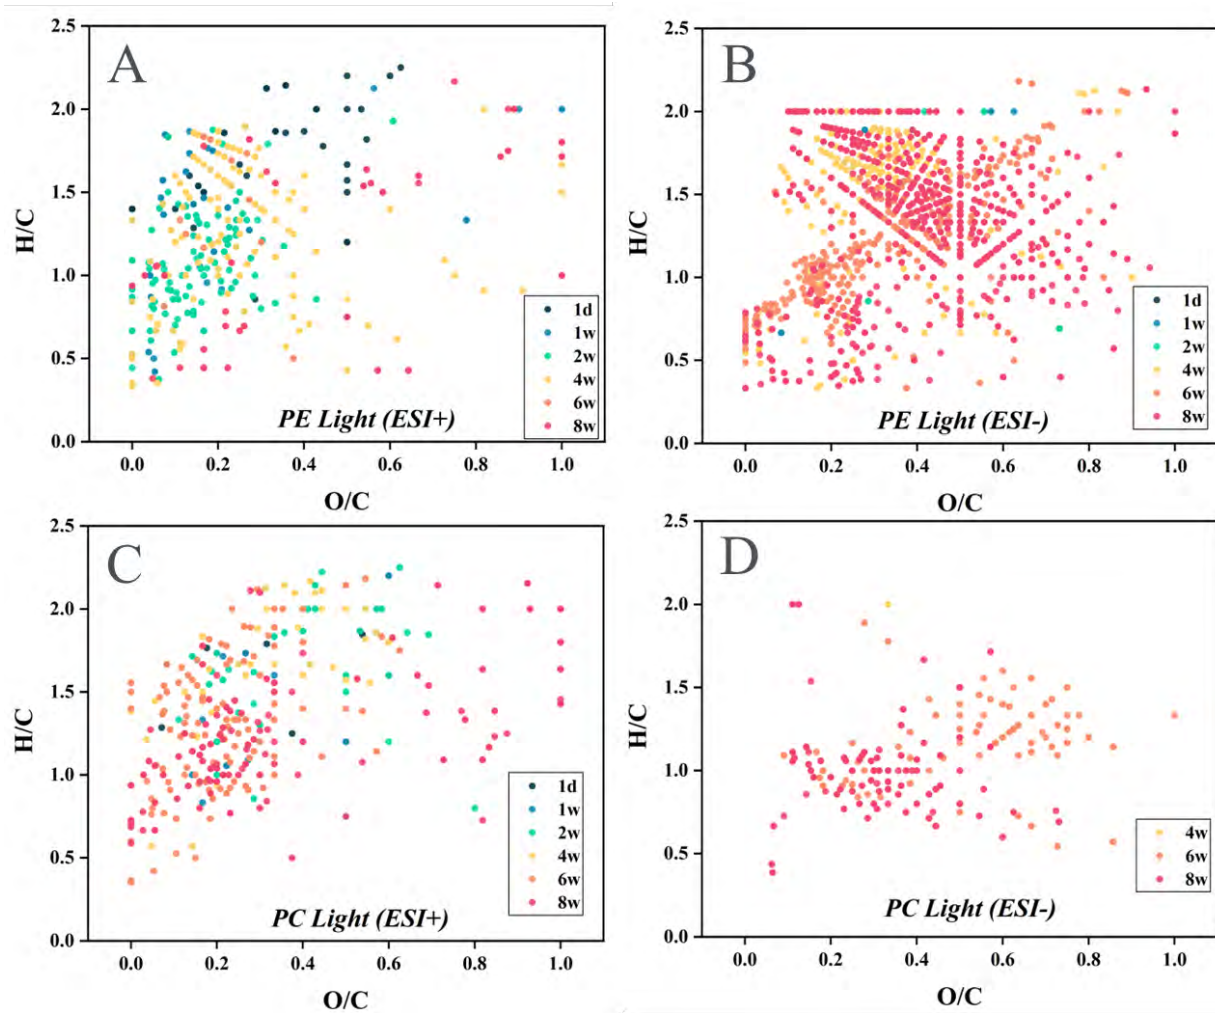 A
2.5
2.0
1.5
1.0
0.5
0.0
H/C
0.0 0.2 0.4 0.6 0.8 1.0
O/C
PE Light (ESI+)
1d
1w
2w
4w
6w
8w
B
2.5
2.0
1.5
1.0
0.5
0.0
H/C
0.0 0.2 0.4 0.6 0.8 1.0
O/C
PE Light (ESI-)
1d
1w
2w
4w
6w
8w
C
2.5
2.0
1.5
1.0
0.5
0.0
H/C
0.0 0.2 0.4 0.6 0.8 1.0
O/C
PC Light (ESI+)
1d
1w
2w
4w
6w
8w
D
2.5
2.0
1.5
1.0
0.5
0.0
H/C
0.0 0.2 0.4 0.6 0.8 1.0
O/C
PC Light (ESI-)
4w
6w
8w